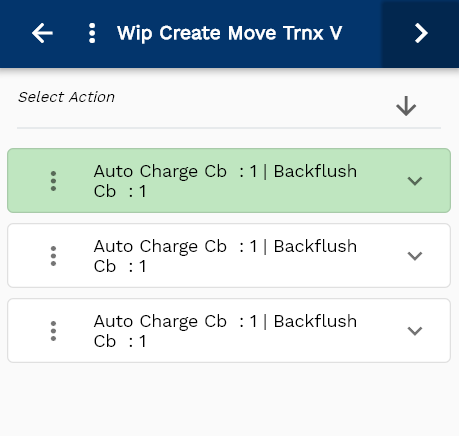 Wip Create Move Trnx V
Select Action
Auto Charge Cb  : 1 | Backflush
Cb  : 1
Auto Charge Cb  : 1 | Backflush
Cb  : 1
Auto Charge Cb  : 1 | Backflush
Cb  : 1